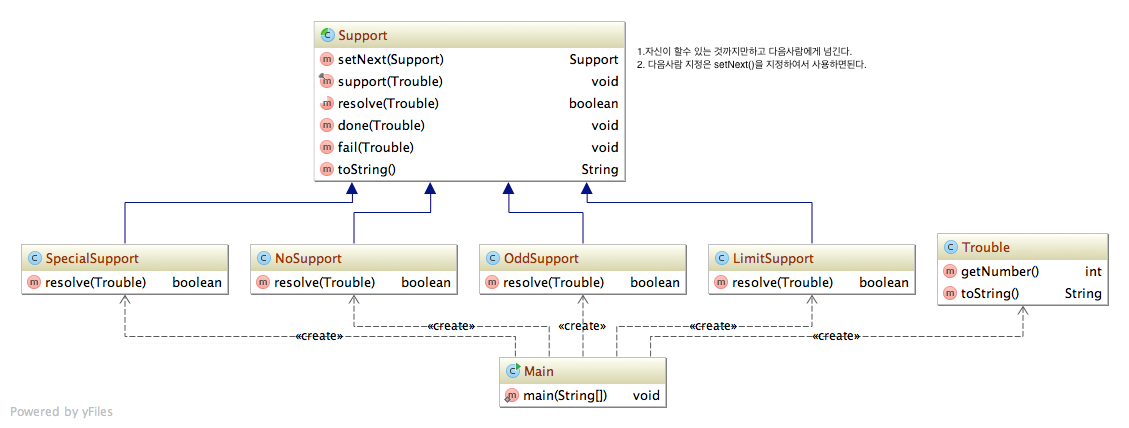 Support
setNext(Support) Support
support(Trouble) void
resolve(Trouble) boolean
done(Trouble) void
fail(Trouble) void
toString() String
1.자신이 할수 있는 것까지만하고 다음사람에게 넘긴다.
2. 다음사람 지정은 setNext()을 지정하여서 사용하면된다.
SpecialSupport
resolve(Trouble) boolean
NoSupport
resolve(Trouble) boolean
OddSupport
resolve(Trouble) boolean
LimitSupport
resolve(Trouble) boolean
Trouble
getNumber() int
toString() String
«create»
«create»
«create»
«create»
«create»
Main
main(String[]) void
Powered by yFiles